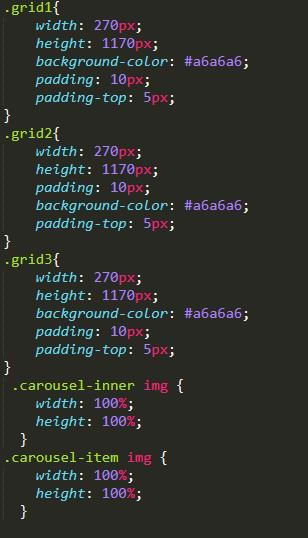 .grid1{
    width: 270px;
    height: 1170px;
    background-color: #a6a6a6;
    padding: 10px;
    padding-top: 5px;
}
.grid2{
    width: 270px;
    height: 1170px;
    padding: 10px;
    background-color: #a6a6a6;
    padding-top: 5px;
}
.grid3{
    width: 270px;
    height: 1170px;
    background-color: #a6a6a6;
    padding: 10px;
    padding-top: 5px;
}
 .carousel-inner img {
    width: 100%;
    height: 100%;
  }
.carousel-item img {
    width: 100%;
    height: 100%;
  }